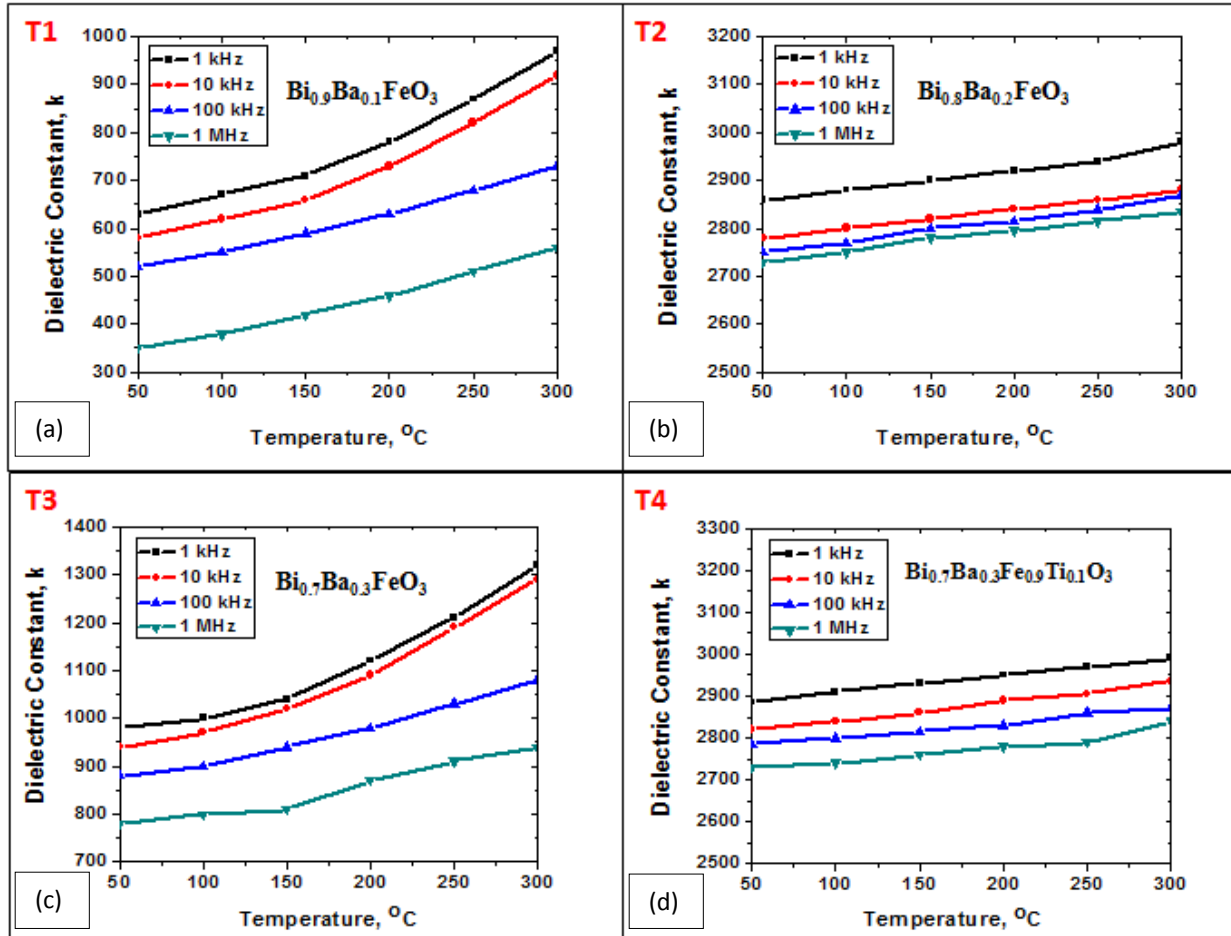 T1
1000
900
800
700
600
500
400
300
1 kHz
10 kHz
100 kHz
1 MHz
Bi0.9Ba0.1FeO3
Dielectric Constant, k
50 100 150 200 250 300
Temperature, OC
(a)
T2
3200
3100
3000
2900
2800
2700
2600
2500
1 kHz
10 kHz
100 kHz
1 MHz
Bi0.8Ba0.2FeO3
Dielectric Constant, k
50 100 150 200 250 300
Temperature, OC
(b)
T3
1400
1300
1200
1100
1000
900
800
700
1 kHz
10 kHz
100 kHz
1 MHz
Bi0.7Ba0.3FeO3
Dielectric Constant, k
50 100 150 200 250 300
Temperature, OC
(c)
T4
3300
3200
3100
3000
2900
2800
2700
2600
2500
1 kHz
10 kHz
100 kHz
1 MHz
Bi0.7Ba0.3Fe0.9Ti0.1O3
Dielectric Constant, k
50 100 150 200 250 300
Temperature, OC
(d)